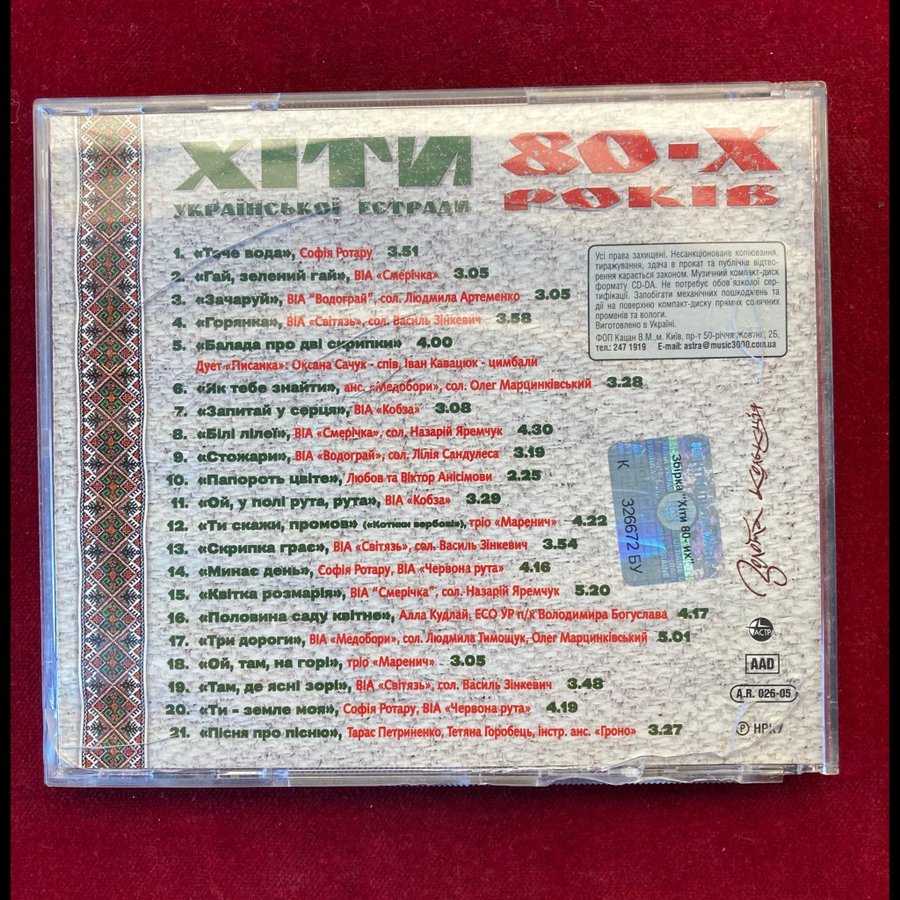 ХІТИ 80-Х
УКРАЇНСЬКОЇ ЕСТРАДИ РОКІВ
1. «Тече вода», Софія Ротару 3.51
2. «Гай, зелений гай», ВІА «Смерічка» 3.05
3. «Зачаруй», ВІА "Водограй", сол. Людмила Артеменко 3.05
4. «Горянка», ВІА «Світязь», сол. Василь Зінкевич 3.58
5. «Балада про дві скрипки» 4.00
Дует «Писанка»: Оксана Сачук - спів, Іван Кавацюк - цимбали
6. «Як тебе знайти», анс. «Медобори», сол. Олег Марцинківський 3.28
7. «Запитай у серця», ВІА «Кобза» 3.08
8. «Білі лілеї», ВІА «Смерічка», сол. Назарій Яремчук 4.30
9. «Стожари», ВІА «Водограй», сол. Лілія Сандулеса 3.19
10. «Папороть цвіте», Любов та Віктор Анісімови 2.25
11. «Ой, у полі рута, рута», ВІА «Кобза» 3.29
12. «Ти скажи, промов» («Котики вербові»), тріо «Маренич» 4.22
13. «Скрипка грає», ВІА «Світязь», сол. Василь Зінкевич 3.54
14. «Минає день», Софія Ротару, ВІА «Червона рута» 4.16
15. «Квітка розмарія», ВІА "Смерічка", сол. Назарій Яремчук 5.20
16. «Половина саду квітне», Алла Кудлай, ЕСО УР п/к Володимира Богуслава 4.17
17. «Три дороги», ВІА «Медобори», сол. Людмила Тимощук, Олег Марцинківський 5.01
18. «Ой, там, на горі», тріо «Маренич» 3.05
19. «Там, де ясні зорі», ВІА «Світязь», сол. Василь Зінкевич 3.48
20. «Ти - земле моя», Софія Ротару, ВІА «Червона рута» 4.19
21. «Пісня про пісню», Тарас Петриненко, Тетяна Горобець, інстр. анс. «Гроно» 3.27
Усі права захищені. Несанкціоноване копіювання,
тиражування, здача в прокат та публічне відтво-
рення карається законом. Музичний компакт-диск
формату CD-DA. Не потребує обов'язкової сер-
тифікації. Запобігати механічних пошкоджень та
дії на поверхню компакт-диску прямих сонячних
променів та вологи.
Виготовлено в Україні.
ФОП Кацан В.М., м. Київ, пр-т 50-річчя Жовтня, 2Б,
тел.: 247 1919 E-mail: astra@music3000.com.ua
Збірка "Хіти 80-их
К 326672 БУ
Золота колекція
АСТР
AAD
A.R. 026-05
Ⓟ НРК